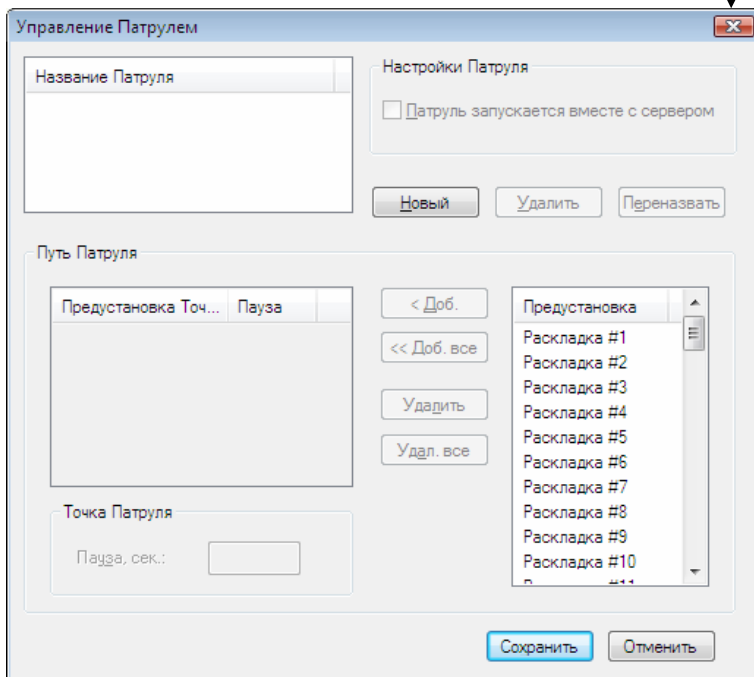 Управление Патрулем
Название Патруля
Настройки Патруля
Патруль запускается вместе с сервером
Новый
Удалить
Переназвать
Путь Патруля
Предустановка Точ... Пауза
< Доб.
<< Доб. все
Удалить
Удал. все
Предустановка
Раскладка #1
Раскладка #2
Раскладка #3
Раскладка #4
Раскладка #5
Раскладка #6
Раскладка #7
Раскладка #8
Раскладка #9
Раскладка #10
Точка Патруля
Пауза, сек.:
Сохранить
Отменить